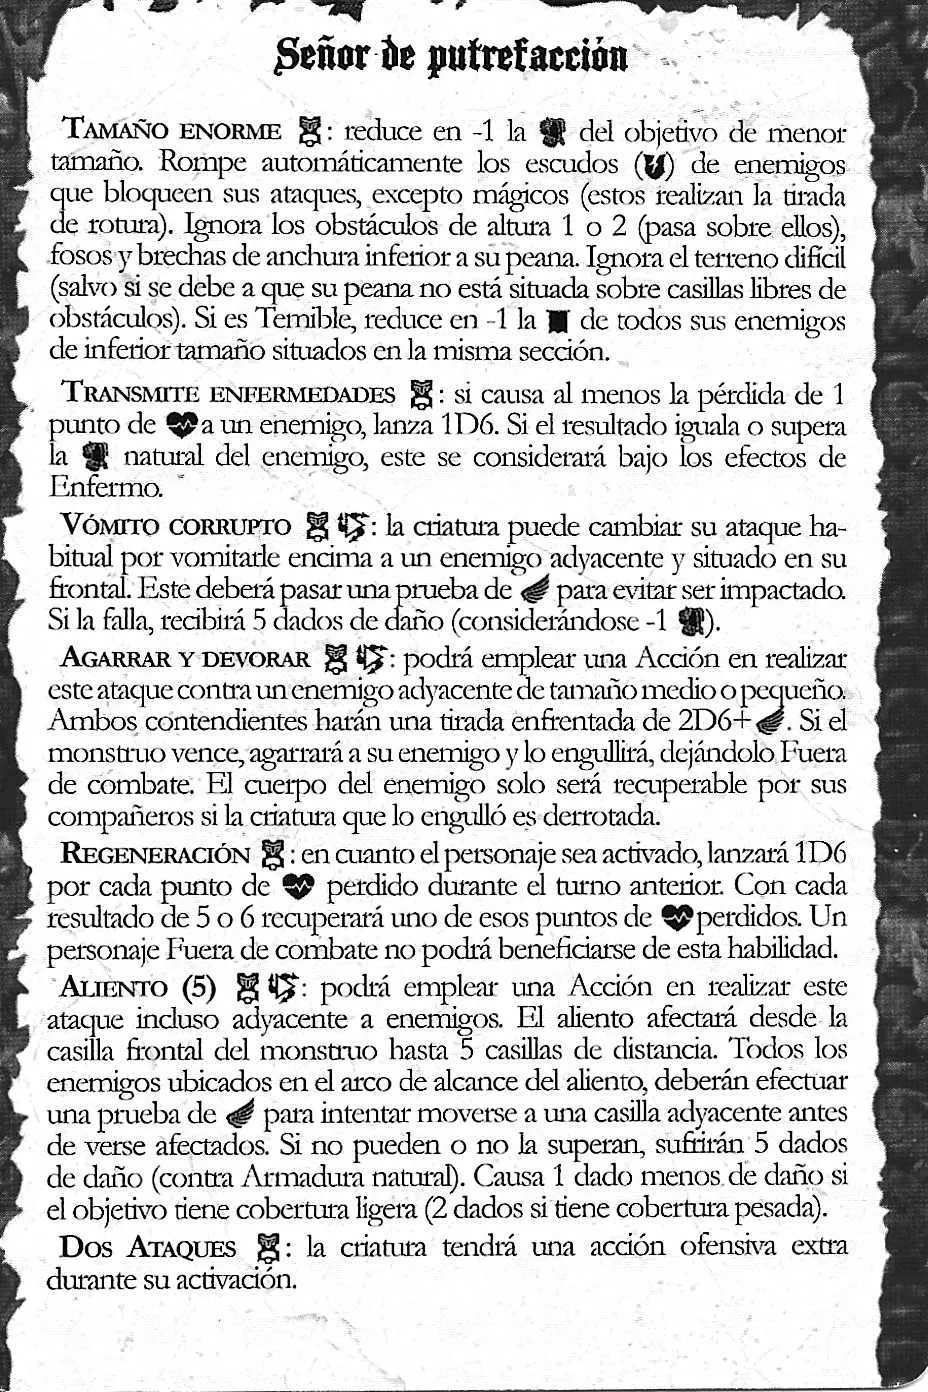 Señor de putrefacción
TAMAÑO ENORME : reduce en -1 la del objetivo de menor
tamaño. Rompe automáticamente los escudos ( ) de enemigos
que bloqueen sus ataques, excepto mágicos (estos realizan la tirada
de rotura). Ignora los obstáculos de altura 1 o 2 (pasa sobre ellos),
fosos y brechas de anchura inferior a su peana. Ignora el terreno difícil
(salvo si se debe a que su peana no está situada sobre casillas libres de
obstáculos). Si es Temible, reduce en -1 la de todos sus enemigos
de inferior tamaño situados en la misma sección.
TRANSMITE ENFERMEDADES : si causa al menos la pérdida de 1
punto de a un enemigo, lanza 1D6. Si el resultado iguala o supera
la natural del enemigo, este se considerará bajo los efectos de
Enfermo.
VÓMITO CORRUPTO : la criatura puede cambiar su ataque ha-
bitual por vomitarle encima a un enemigo adyacente y situado en su
frontal. Este deberá pasar una prueba de para evitar ser impactado.
Si la falla, recibirá 5 dados de daño (considerándose -1 ).
AGARRAR Y DEVORAR : podrá emplear una Acción en realizar
este ataque contra un enemigo adyacente de tamaño medio o pequeño.
Ambos contendientes harán una tirada enfrentada de 2D6+ . Si el
monstruo vence, agarrará a su enemigo y lo engullirá, dejándolo Fuera
de combate. El cuerpo del enemigo solo será recuperable por sus
compañeros si la criatura que lo engulló es derrotada.
REGENERACIÓN : en cuanto el personaje sea activado, lanzará 1D6
por cada punto de perdido durante el turno anterior. Con cada
resultado de 5 o 6 recuperará uno de esos puntos de perdidos. Un
personaje Fuera de combate no podrá beneficiarse de esta habilidad.
ALIENTO (5) : podrá emplear una Acción en realizar este
ataque incluso adyacente a enemigos. El aliento afectará desde la
casilla frontal del monstruo hasta 5 casillas de distancia. Todos los
enemigos ubicados en el arco de alcance del aliento, deberán efectuar
una prueba de para intentar moverse a una casilla adyacente antes
de verse afectados. Si no pueden o no la superan, sufrirán 5 dados
de daño (contra Armadura natural). Causa 1 dado menos de daño si
el objetivo tiene cobertura ligera (2 dados si tiene cobertura pesada).
DOS ATAQUES : la criatura tendrá una acción ofensiva extra
durante su activación.